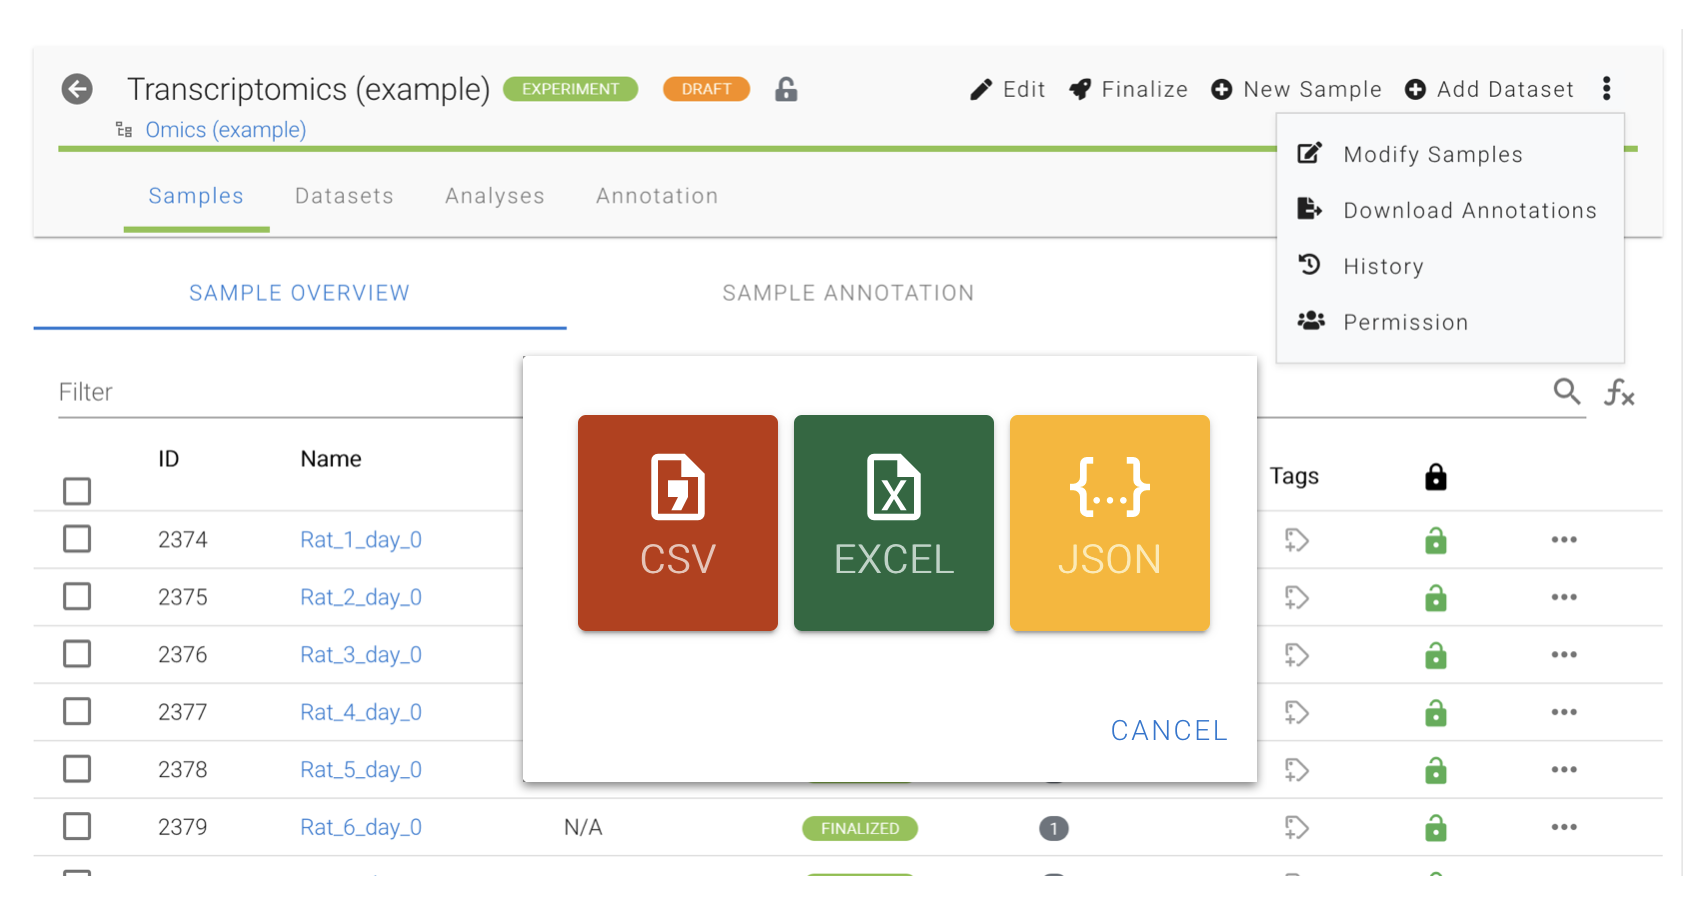 Transcriptomics (example) EXPERIMENT DRAFT Edit Finalize New Sample Add Dataset
Omics (example)
Modify Samples
Samples Datasets Analyses Annotation
Download Annotations
History
Permission
SAMPLE OVERVIEW SAMPLE ANNOTATION
Filter
ID Name Tags
CSV EXCEL {...} JSON
CANCEL
2374 Rat_1_day_0
2375 Rat_2_day_0
2376 Rat_3_day_0
2377 Rat_4_day_0
2378 Rat_5_day_0
2379 Rat_6_day_0 N/A FINALIZED 1